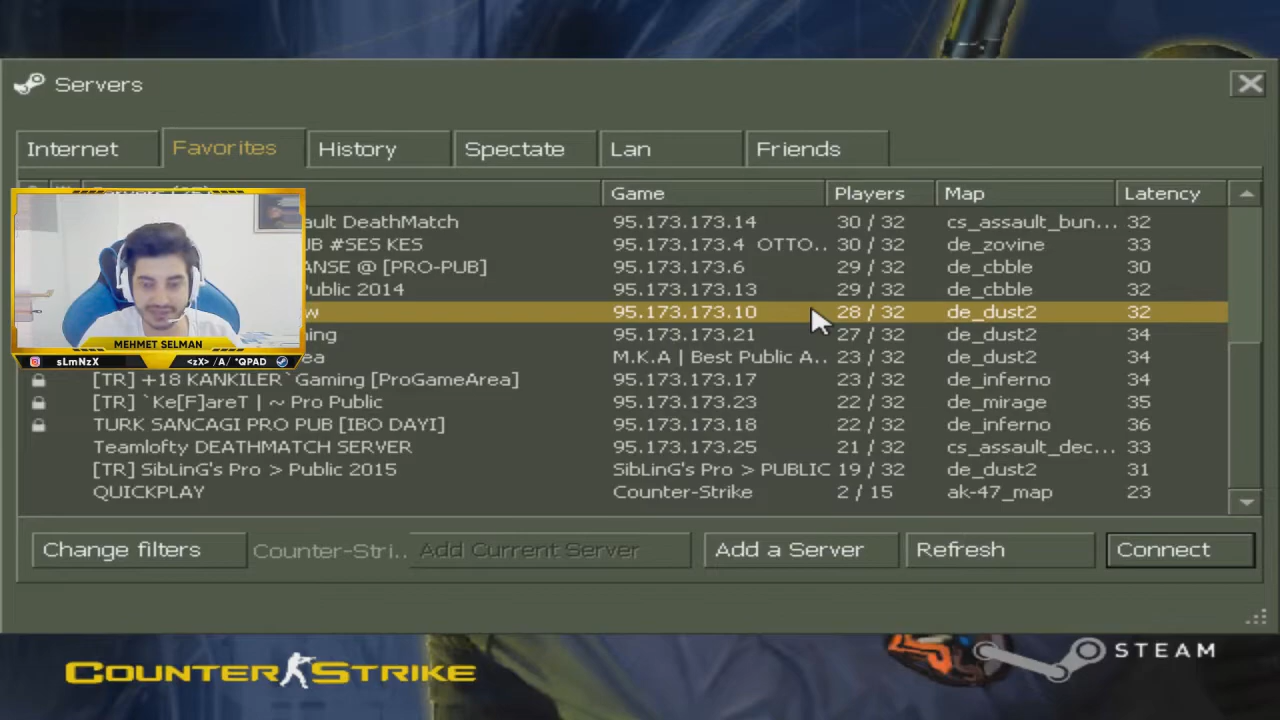 Servers
Internet Favorites History Spectate Lan Friends
Game Players Map Latency
ault DeathMatch 95.173.173.14 30 / 32 cs_assault_bun... 32
UB #SES KES 95.173.173.4 OTTO.. 30 / 32 de_zovine 33
ANSE @ [PRO-PUB] 95.173.173.6 29 / 32 de_cbble 30
Public 2014 95.173.173.13 29 / 32 de_cbble 32
w 95.173.173.10 28 / 32 de_dust2 32
ing 95.173.173.21 27 / 32 de_dust2 34
ea M.K.A | Best Public A.. 23 / 32 de_dust2 34
[TR] +18 KANKILER`Gaming [ProGameArea] 95.173.173.17 23 / 32 de_inferno 34
[TR] `Ke[F]areT | ~ Pro Public 95.173.173.23 22 / 32 de_mirage 35
TURK SANCAGI PRO PUB [IBO DAYI] 95.173.173.18 22 / 32 de_inferno 36
Teamlofty DEATHMATCH SERVER 95.173.173.25 21 / 32 cs_assault_dec... 33
[TR] SibLinG's Pro > Public 2015 SibLinG's Pro > PUBLIC 19 / 32 de_dust2 31
QUICKPLAY Counter-Strike 2 / 15 ak-47_map 23
MEHMET SELMAN
sLmNzX <zX> /A/ *QPAD
Change filters Counter-Stri.. Add Current Server Add a Server Refresh Connect
COUNTER STRIKE STEAM